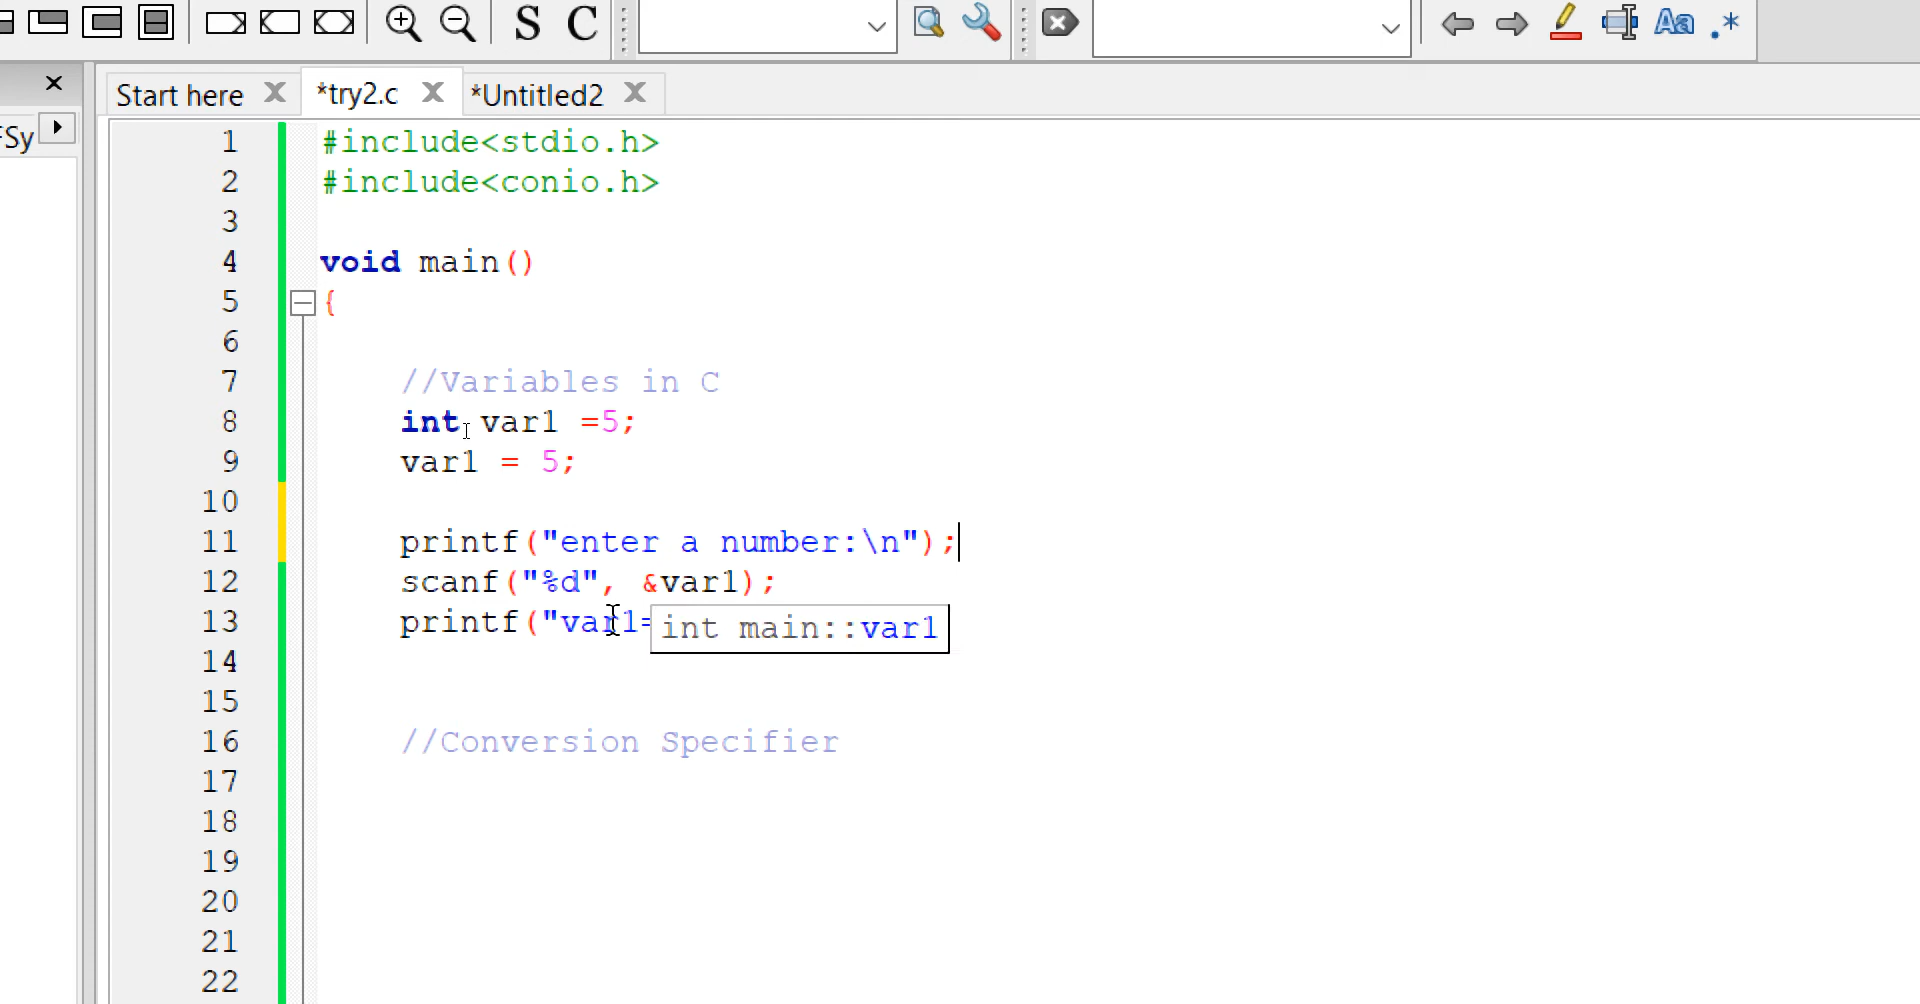 S C
Aa .*
Start here *try2.c *Untitled2
FSy
1 #include<stdio.h>
2 #include<conio.h>
3
4 void main()
5 {
6
7 //Variables in C
8 int var1 =5;
9 var1 = 5;
10
11 printf("enter a number:\n");
12 scanf("%d", &var1);
13 printf("var1=
int main::var1
14
15
16 //Conversion Specifier
17
18
19
20
21
22